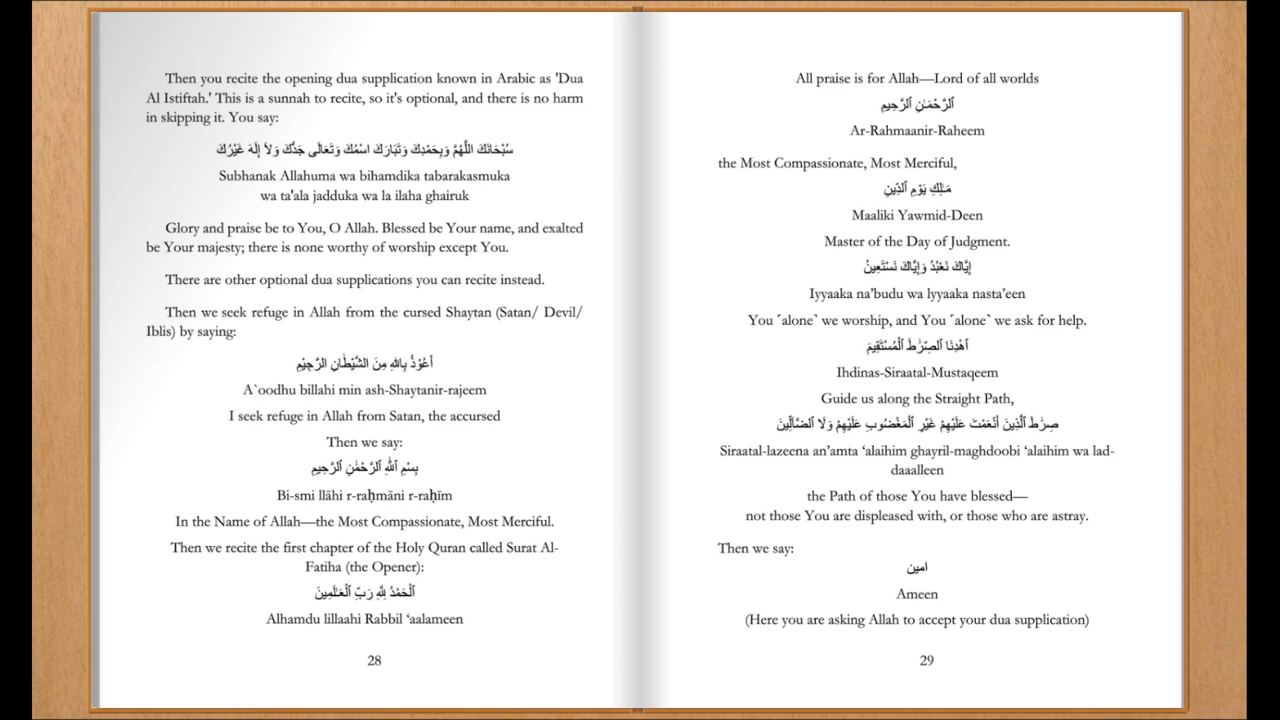 Then you recite the opening dua supplication known in Arabic as 'Dua
Al Istiftah.' This is a sunnah to recite, so it's optional, and there is no harm
in skipping it. You say:
سُبْحَانَكَ اللَّهُمَّ وَبِحَمْدِكَ وَتَبَارَكَ اسْمُكَ وَتَعَالَى جَدُّكَ وَلاَ إِلَهَ غَيْرُكَ
Subhanak Allahuma wa bihamdika tabarakasmuka
wa ta'ala jadduka wa la ilaha ghairuk
Glory and praise be to You, O Allah. Blessed be Your name, and exalted
be Your majesty; there is none worthy of worship except You.
There are other optional dua supplications you can recite instead.
Then we seek refuge in Allah from the cursed Shaytan (Satan/ Devil/
Iblis) by saying:
أَعُوْذُ بِاللهِ مِنَ الشَّيْطَانِ الرَّجِيْمِ
A`oodhu billahi min ash-Shaytanir-rajeem
I seek refuge in Allah from Satan, the accursed
Then we say:
بِسْمِ ٱللَّهِ ٱلرَّحْمَٰنِ ٱلرَّحِيمِ
Bi-smi llāhi r-raḥmāni r-raḥīm
In the Name of Allah—the Most Compassionate, Most Merciful.
Then we recite the first chapter of the Holy Quran called Surat Al-
Fatiha (the Opener):
ٱلْحَمْدُ لِلَّهِ رَبِّ ٱلْعَـٰلَمِينَ
Alhamdu lillaahi Rabbil ‘aalameen
28
All praise is for Allah—Lord of all worlds
ٱلرَّحْمَـٰنِ ٱلرَّحِيمِ
Ar-Rahmaanir-Raheem
the Most Compassionate, Most Merciful,
مَـٰلِكِ يَوْمِ ٱلدِّينِ
Maaliki Yawmid-Deen
Master of the Day of Judgment.
إِيَّاكَ نَعْبُدُ وَإِيَّاكَ نَسْتَعِينُ
Iyyaaka na’budu wa lyyaaka nasta’een
You ˹alone˺ we worship, and You ˹alone˺ we ask for help.
ٱهْدِنَا ٱلصِّرَٰطَ ٱلْمُسْتَقِيمَ
Ihdinas-Siraatal-Mustaqeem
Guide us along the Straight Path,
صِرَٰطَ ٱلَّذِينَ أَنْعَمْتَ عَلَيْهِمْ غَيْرِ ٱلْمَغْضُوبِ عَلَيْهِمْ وَلَا ٱلضَّآلِّينَ
Siraatal-lazeena an’amta ‘alaihim ghayril-maghdoobi ‘alaihim wa lad-
daaalleen
the Path of those You have blessed—
not those You are displeased with, or those who are astray.
Then we say:
امين
Ameen
(Here you are asking Allah to accept your dua supplication)
29